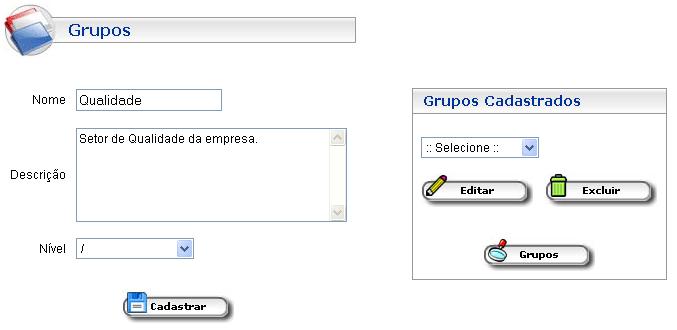 Grupos
Nome
Qualidade
Descrição
Setor de Qualidade da empresa.
Nível
/
Cadastrar
Grupos Cadastrados
:: Selecione ::
Editar
Excluir
Grupos